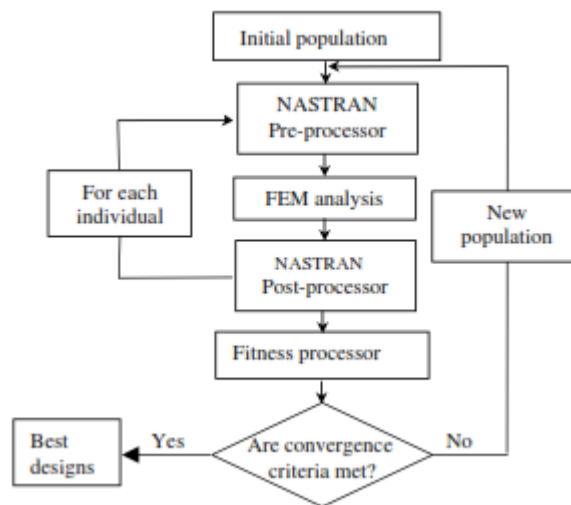 Initial population
NASTRAN
Pre-processor
For each
individual
FEM analysis
New
population
NASTRAN
Post-processor
Fitness processor
Best
designs
Yes
Are convergence
criteria met?
No